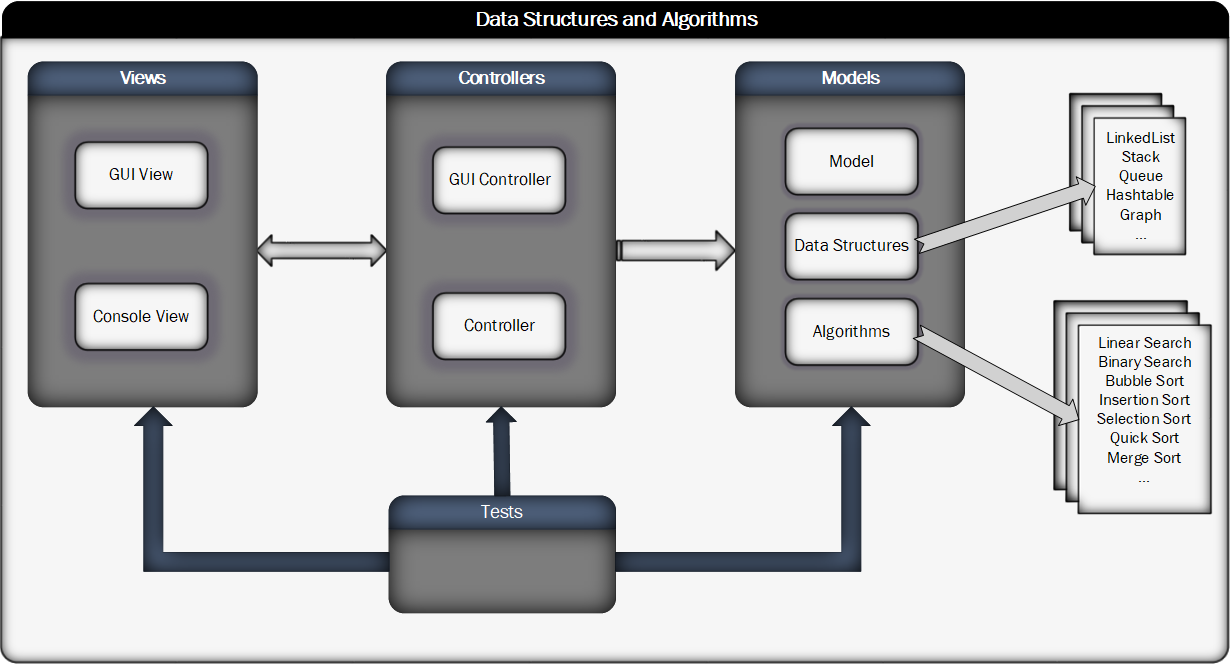 Data Structures and Algorithms
Views
GUI View
Console View
Controllers
GUI Controller
Controller
Models
Model
Data Structures
Algorithms
LinkedList
Stack
Queue
Hashtable
Graph
...
Linear Search
Binary Search
Bubble Sort
Insertion Sort
Selection Sort
Quick Sort
Merge Sort
...
Tests